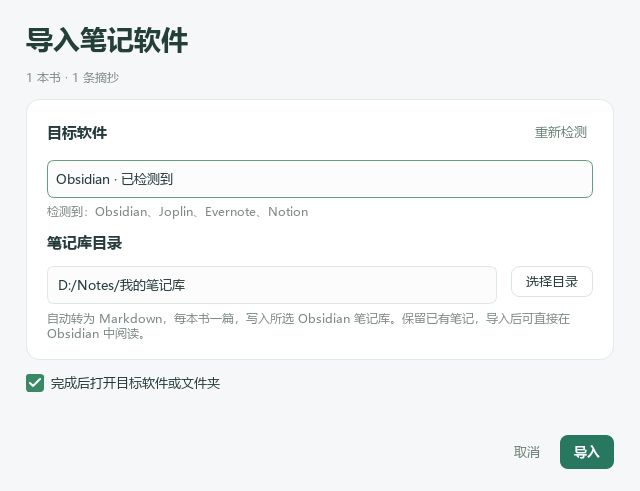 导入笔记软件
1 本书 · 1 条摘抄
目标软件
重新检测
Obsidian · 已检测到
检测到：Obsidian、Joplin、Evernote、Notion
笔记库目录
D:/Notes/我的笔记库
选择目录
自动转为 Markdown，每本书一篇，写入所选 Obsidian 笔记库。保留已有笔记，导入后可直接在
Obsidian 中阅读。
完成后打开目标软件或文件夹
取消
导入